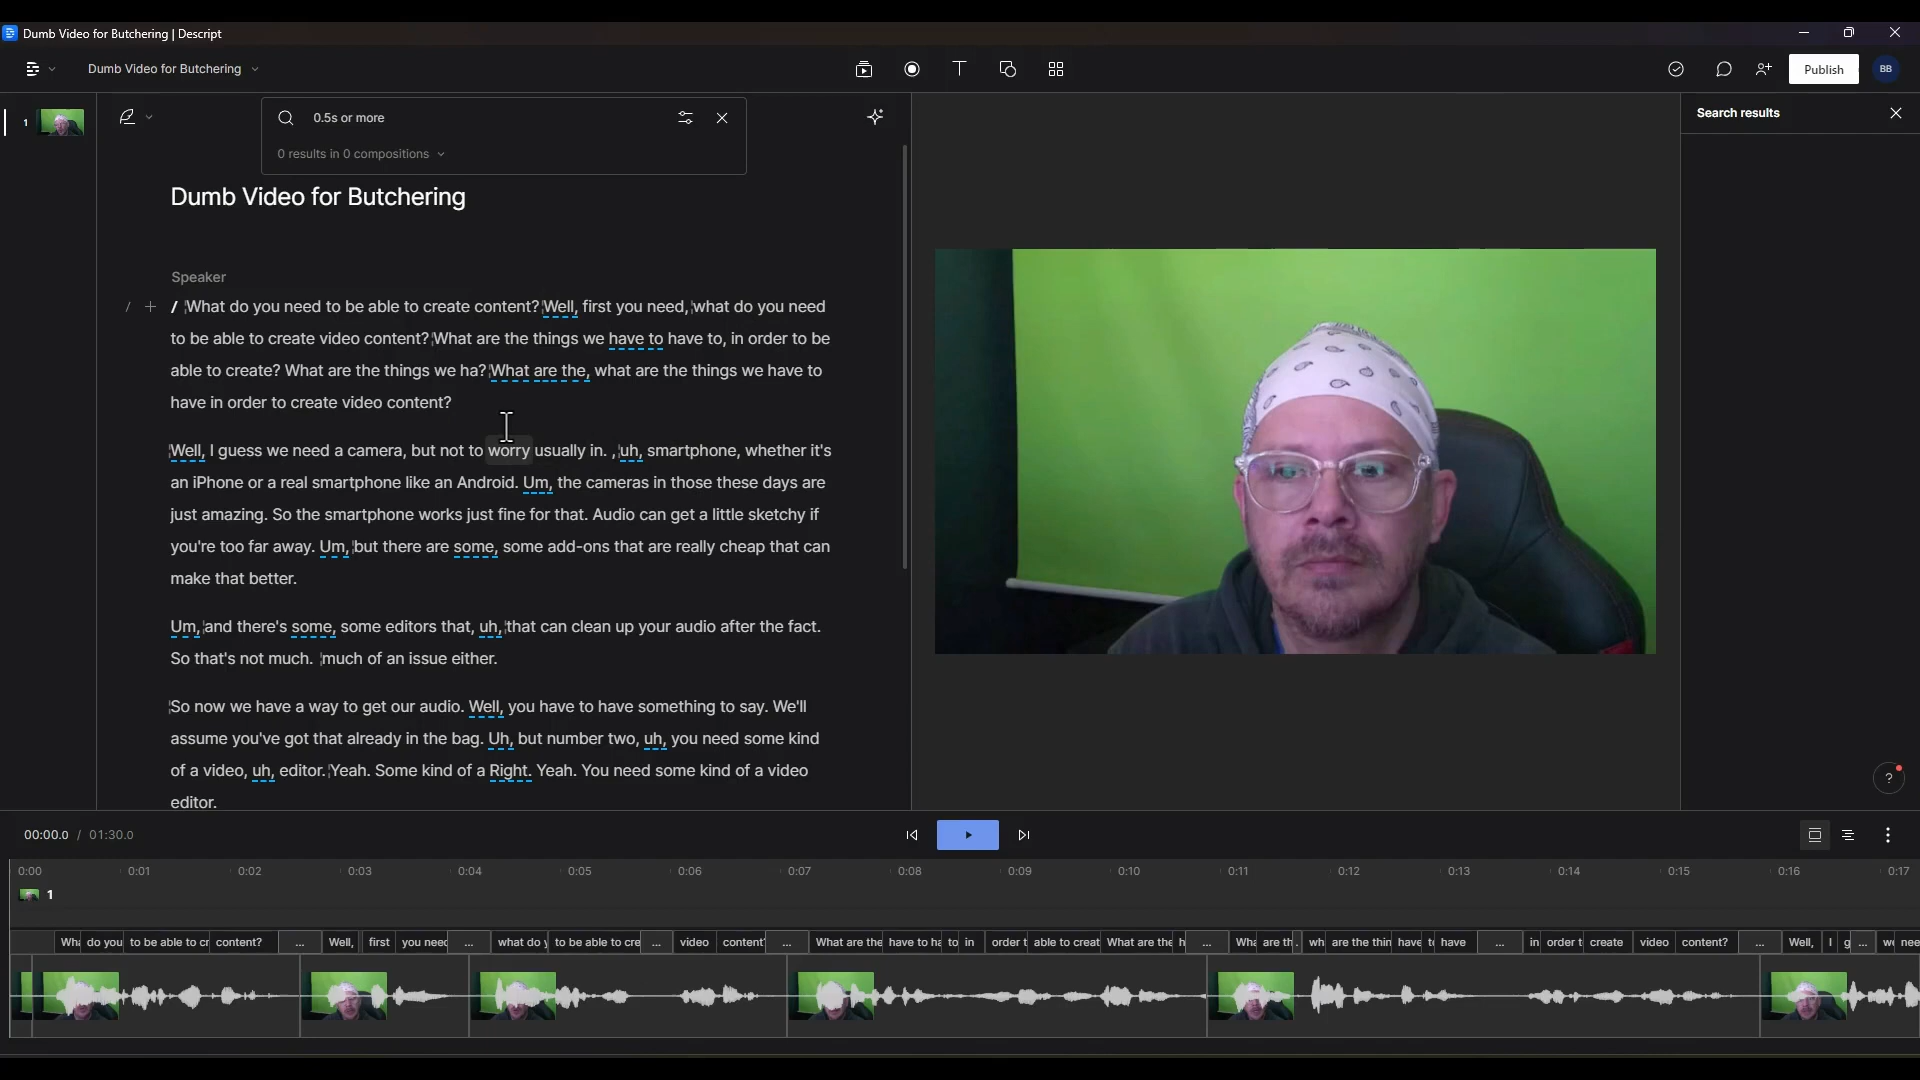 Dumb Video for Butchering | Descript
Dumb Video for Butchering
Publish
BB
1
0.5s or more
0 results in 0 compositions
Search results
Dumb Video for Butchering
Speaker
/ + / What do you need to be able to create content? Well, first you need, what do you need
to be able to create video content? What are the things we have to have to, in order to be
able to create? What are the things we ha? What are the, what are the things we have to
have in order to create video content?
Well, I guess we need a camera, but not to worry usually in. , uh, smartphone, whether it's
an iPhone or a real smartphone like an Android. Um, the cameras in those these days are
just amazing. So the smartphone works just fine for that. Audio can get a little sketchy if
you're too far away. Um, but there are some, some add-ons that are really cheap that can
make that better.
Um, and there's some, some editors that, uh, that can clean up your audio after the fact.
So that's not much. much of an issue either.
So now we have a way to get our audio. Well, you have to have something to say. We'll
assume you've got that already in the bag. Uh, but number two, uh, you need some kind
of a video, uh, editor. Yeah. Some kind of a Right. Yeah. You need some kind of a video
editor.
?
00:00.0 / 01:30.0
0:00 0:01 0:02 0:03 0:04 0:05 0:06 0:07 0:08 0:09 0:10 0:11 0:12 0:13 0:14 0:15 0:16 0:17
1
Wha do you to be able to cr content? ... Well, first you need ... what do y to be able to cre ... video content? ... What are the have to ha to in order t able to creat What are the h ... Wha are th . wh are the thin have t have ... in order t create video content? ... Well, I g ... we nee